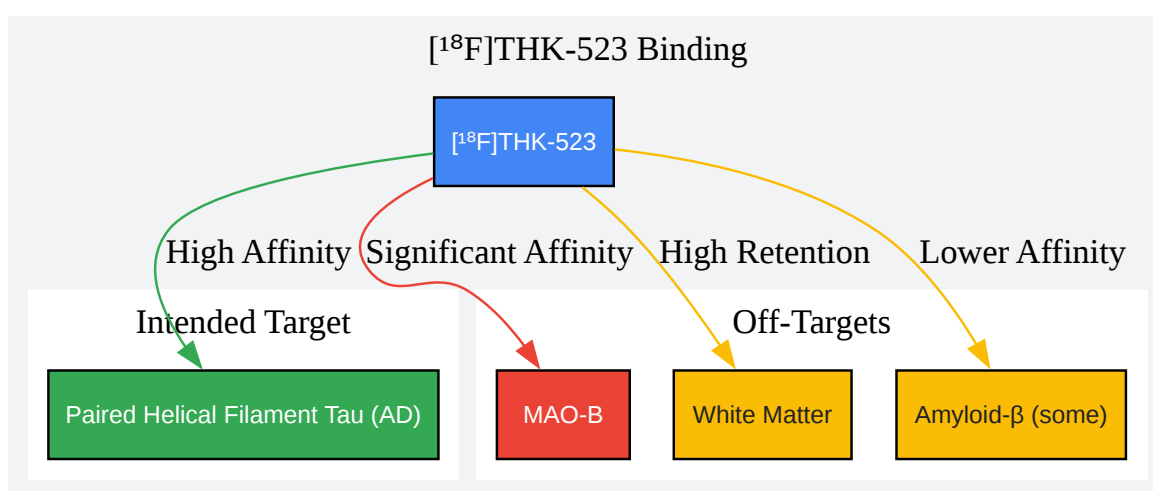 [¹⁸F]THK-523 Binding
[¹⁸F]THK-523
High Affinity
Significant Affinity
High Retention
Lower Affinity
Intended Target
Off-Targets
Paired Helical Filament Tau (AD)
MAO-B
White Matter
Amyloid-β (some)